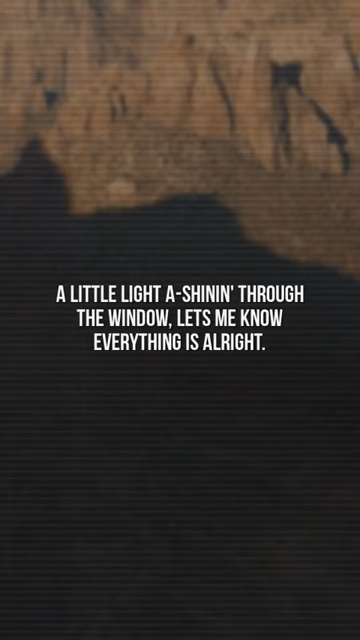 A LITTLE LIGHT A-SHININ' THROUGH
THE WINDOW, LETS ME KNOW
EVERYTHING IS ALRIGHT.